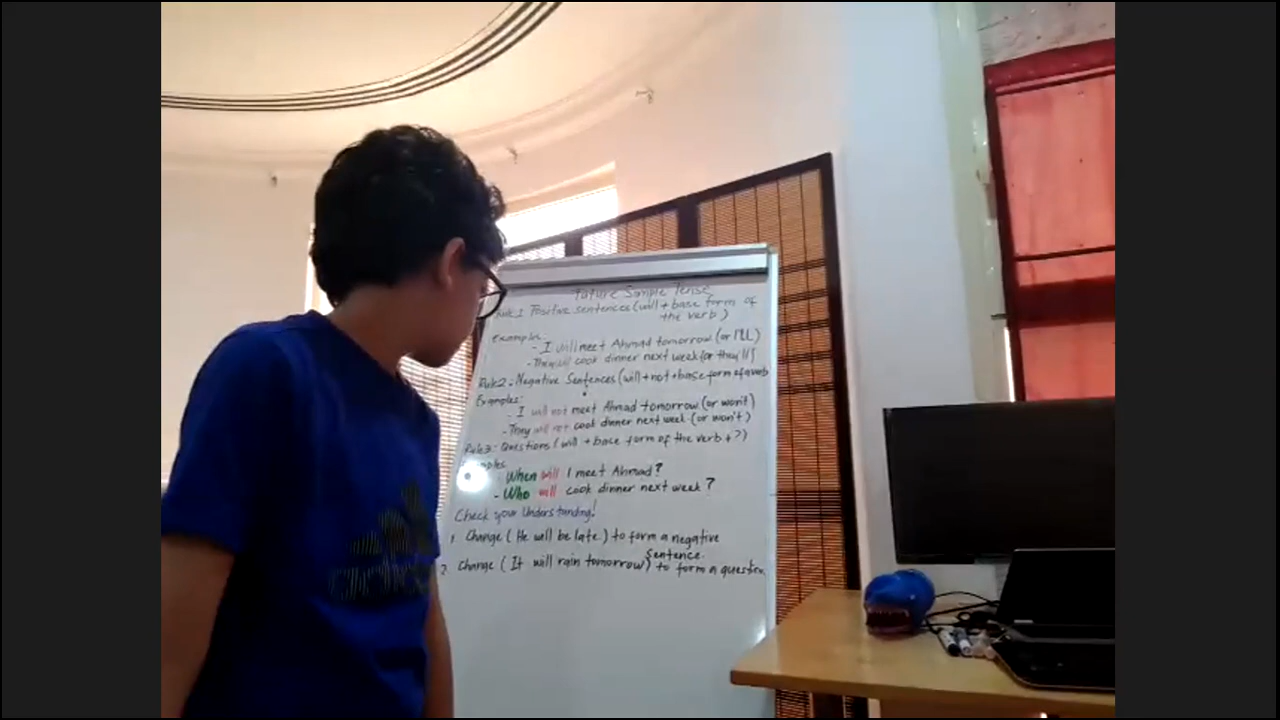 Future Simple Tense
Rule 1 Positive sentences (will + base form of
the verb)
Examples:
- I will meet Ahmad tomorrow (or I'LL)
- They will cook dinner next week (or they'll)
Rule 2 - Negative Sentences (will + not + base form of a verb
Examples:
- I will not meet Ahmad tomorrow (or won't)
- They will not cook dinner next week (or won't)
Rule 3: Questions (will + base form of the verb + ?)
- When will I meet Ahmad?
- Who will cook dinner next week?
Check your Understanding!
1. Change (He will be late) to form a negative
sentence.
2. Change (It will rain tomorrow) to form a question.
adidas